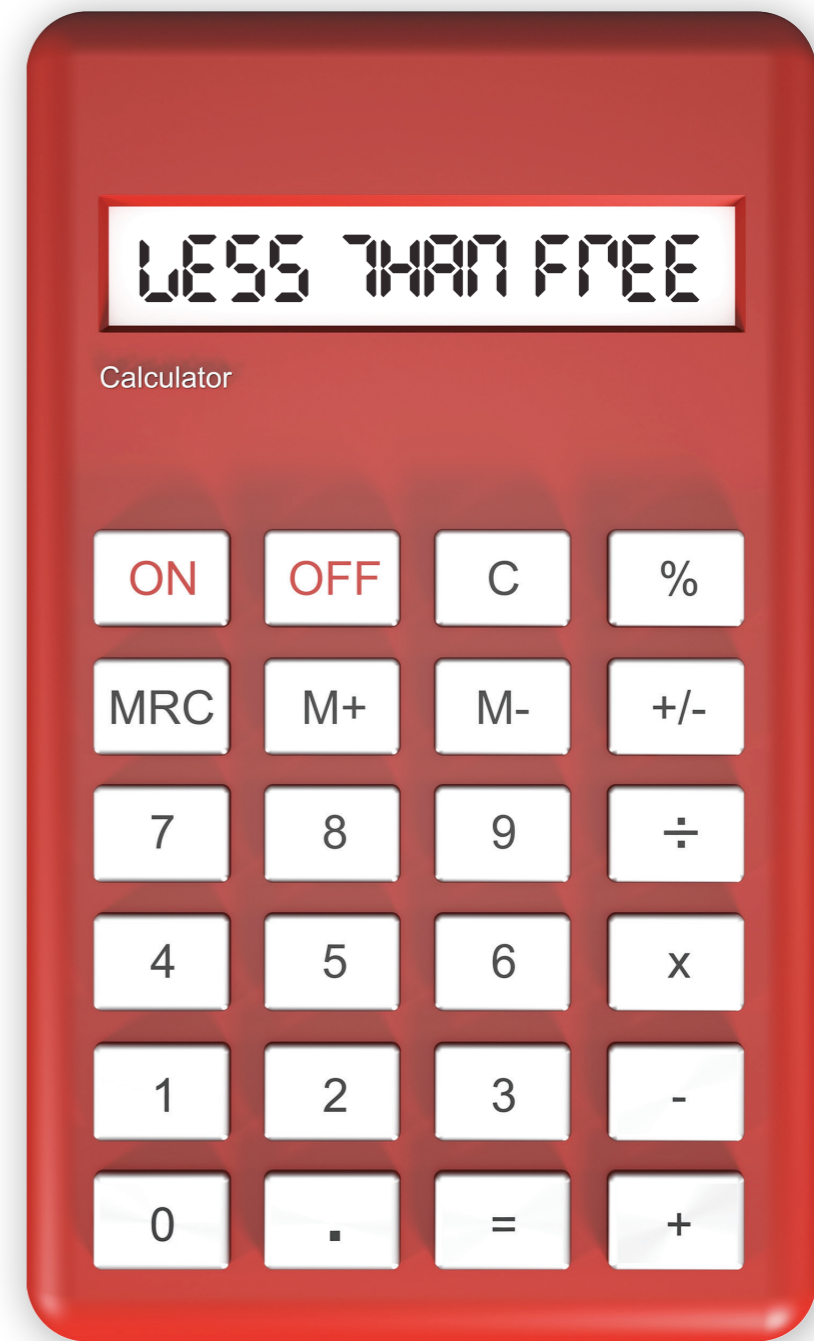 LESS THAN FREE
Calculator
ON OFF C %
MRC M+ M- +/-
7 8 9 ÷
4 5 6 x
1 2 3 -
0 . = +